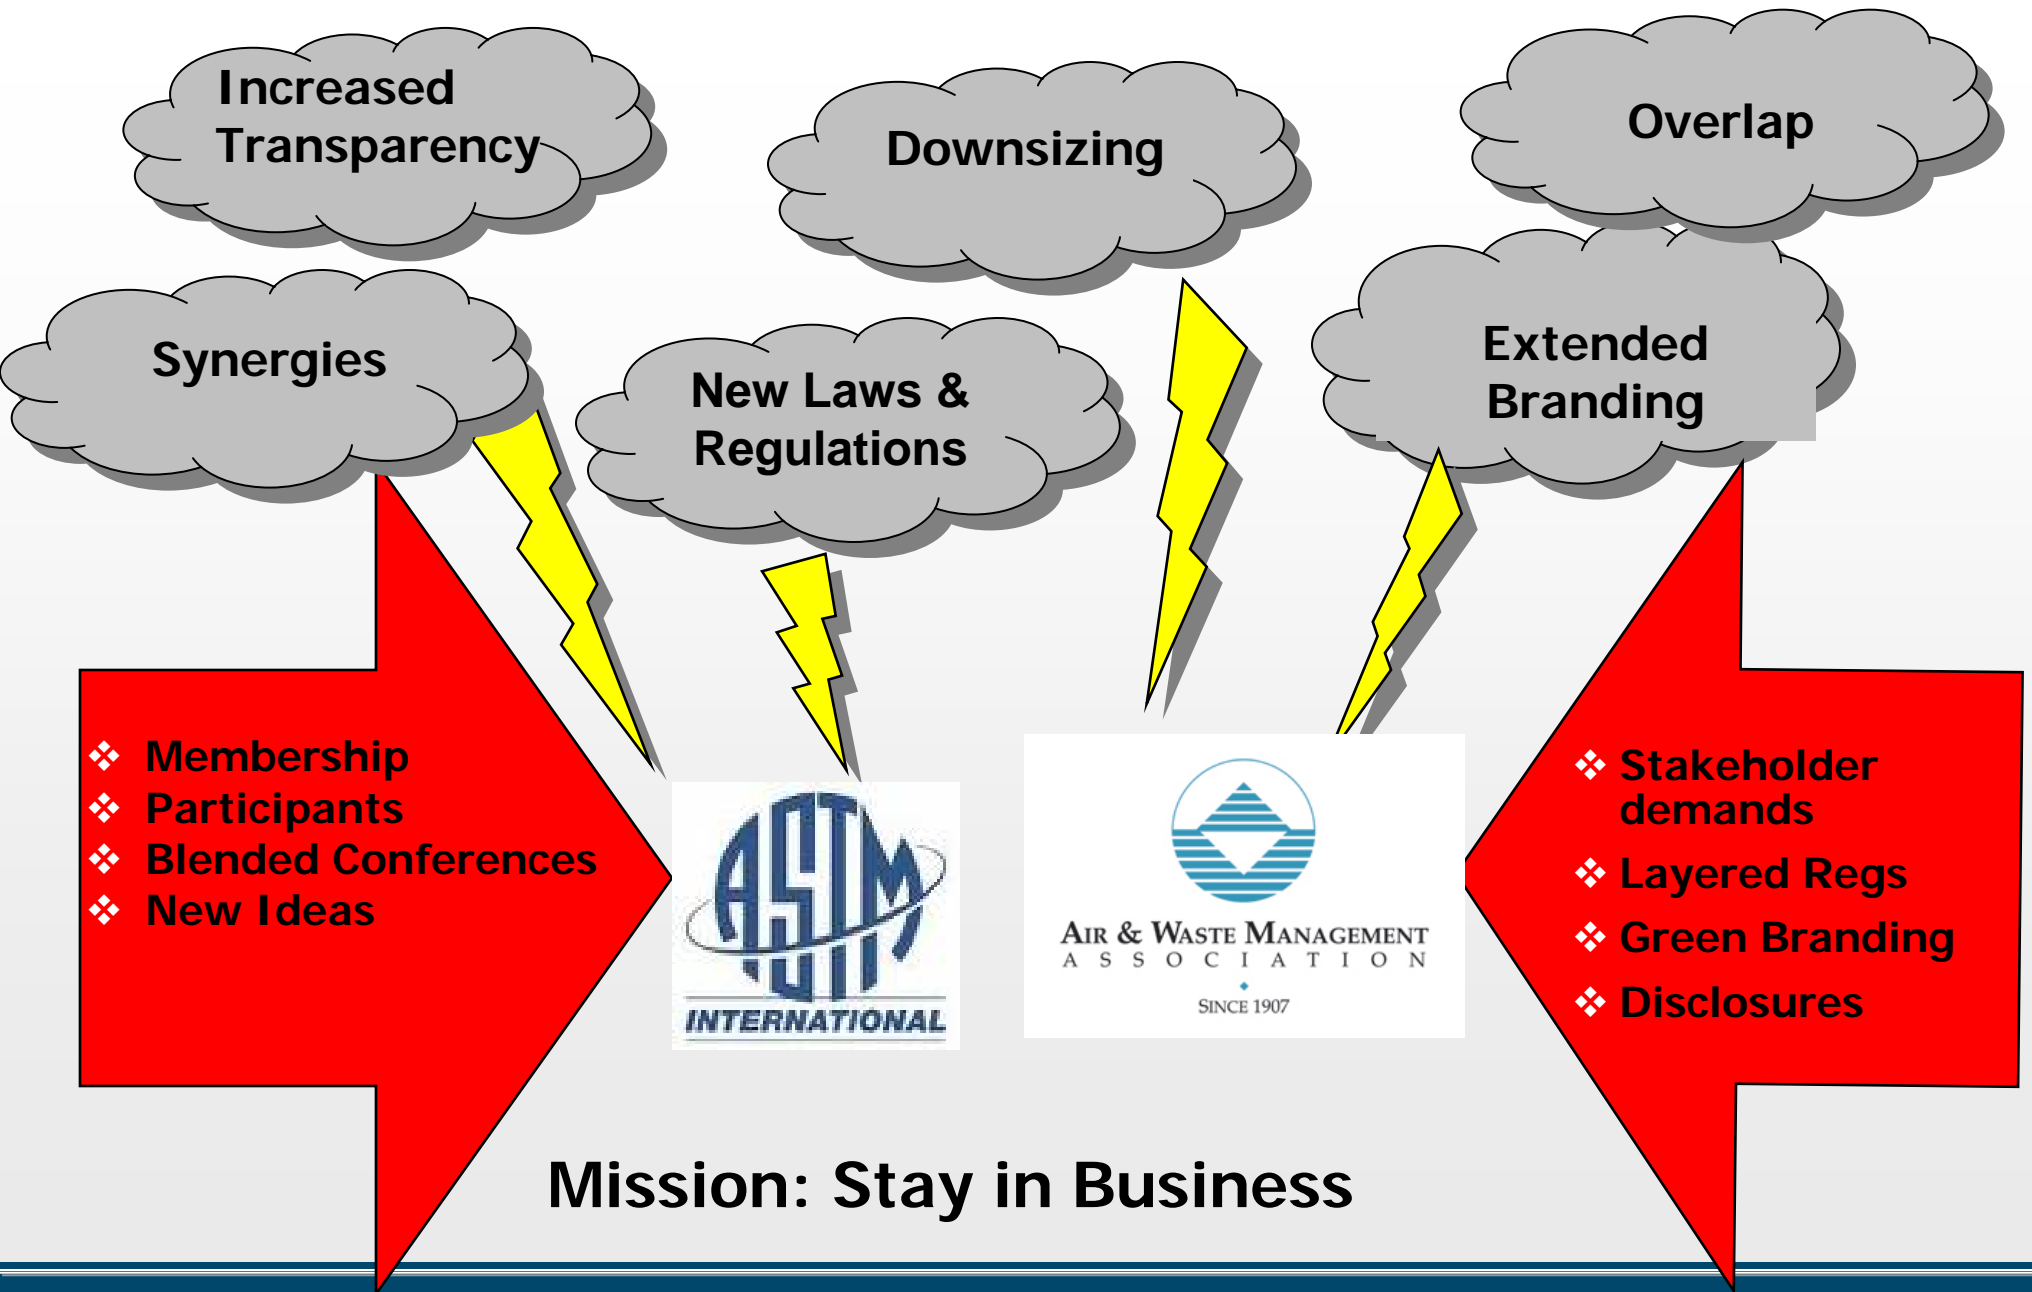 Increased
Transparency
Downsizing
Overlap
Synergies
New Laws &
Regulations
Extended
Branding
❖ Membership
❖ Participants
❖ Blended Conferences
❖ New Ideas
ASTM
INTERNATIONAL
AIR & WASTE MANAGEMENT
ASSOCIATION
SINCE 1907
❖ Stakeholder
demands
❖ Layered Regs
❖ Green Branding
❖ Disclosures
Mission: Stay in Business